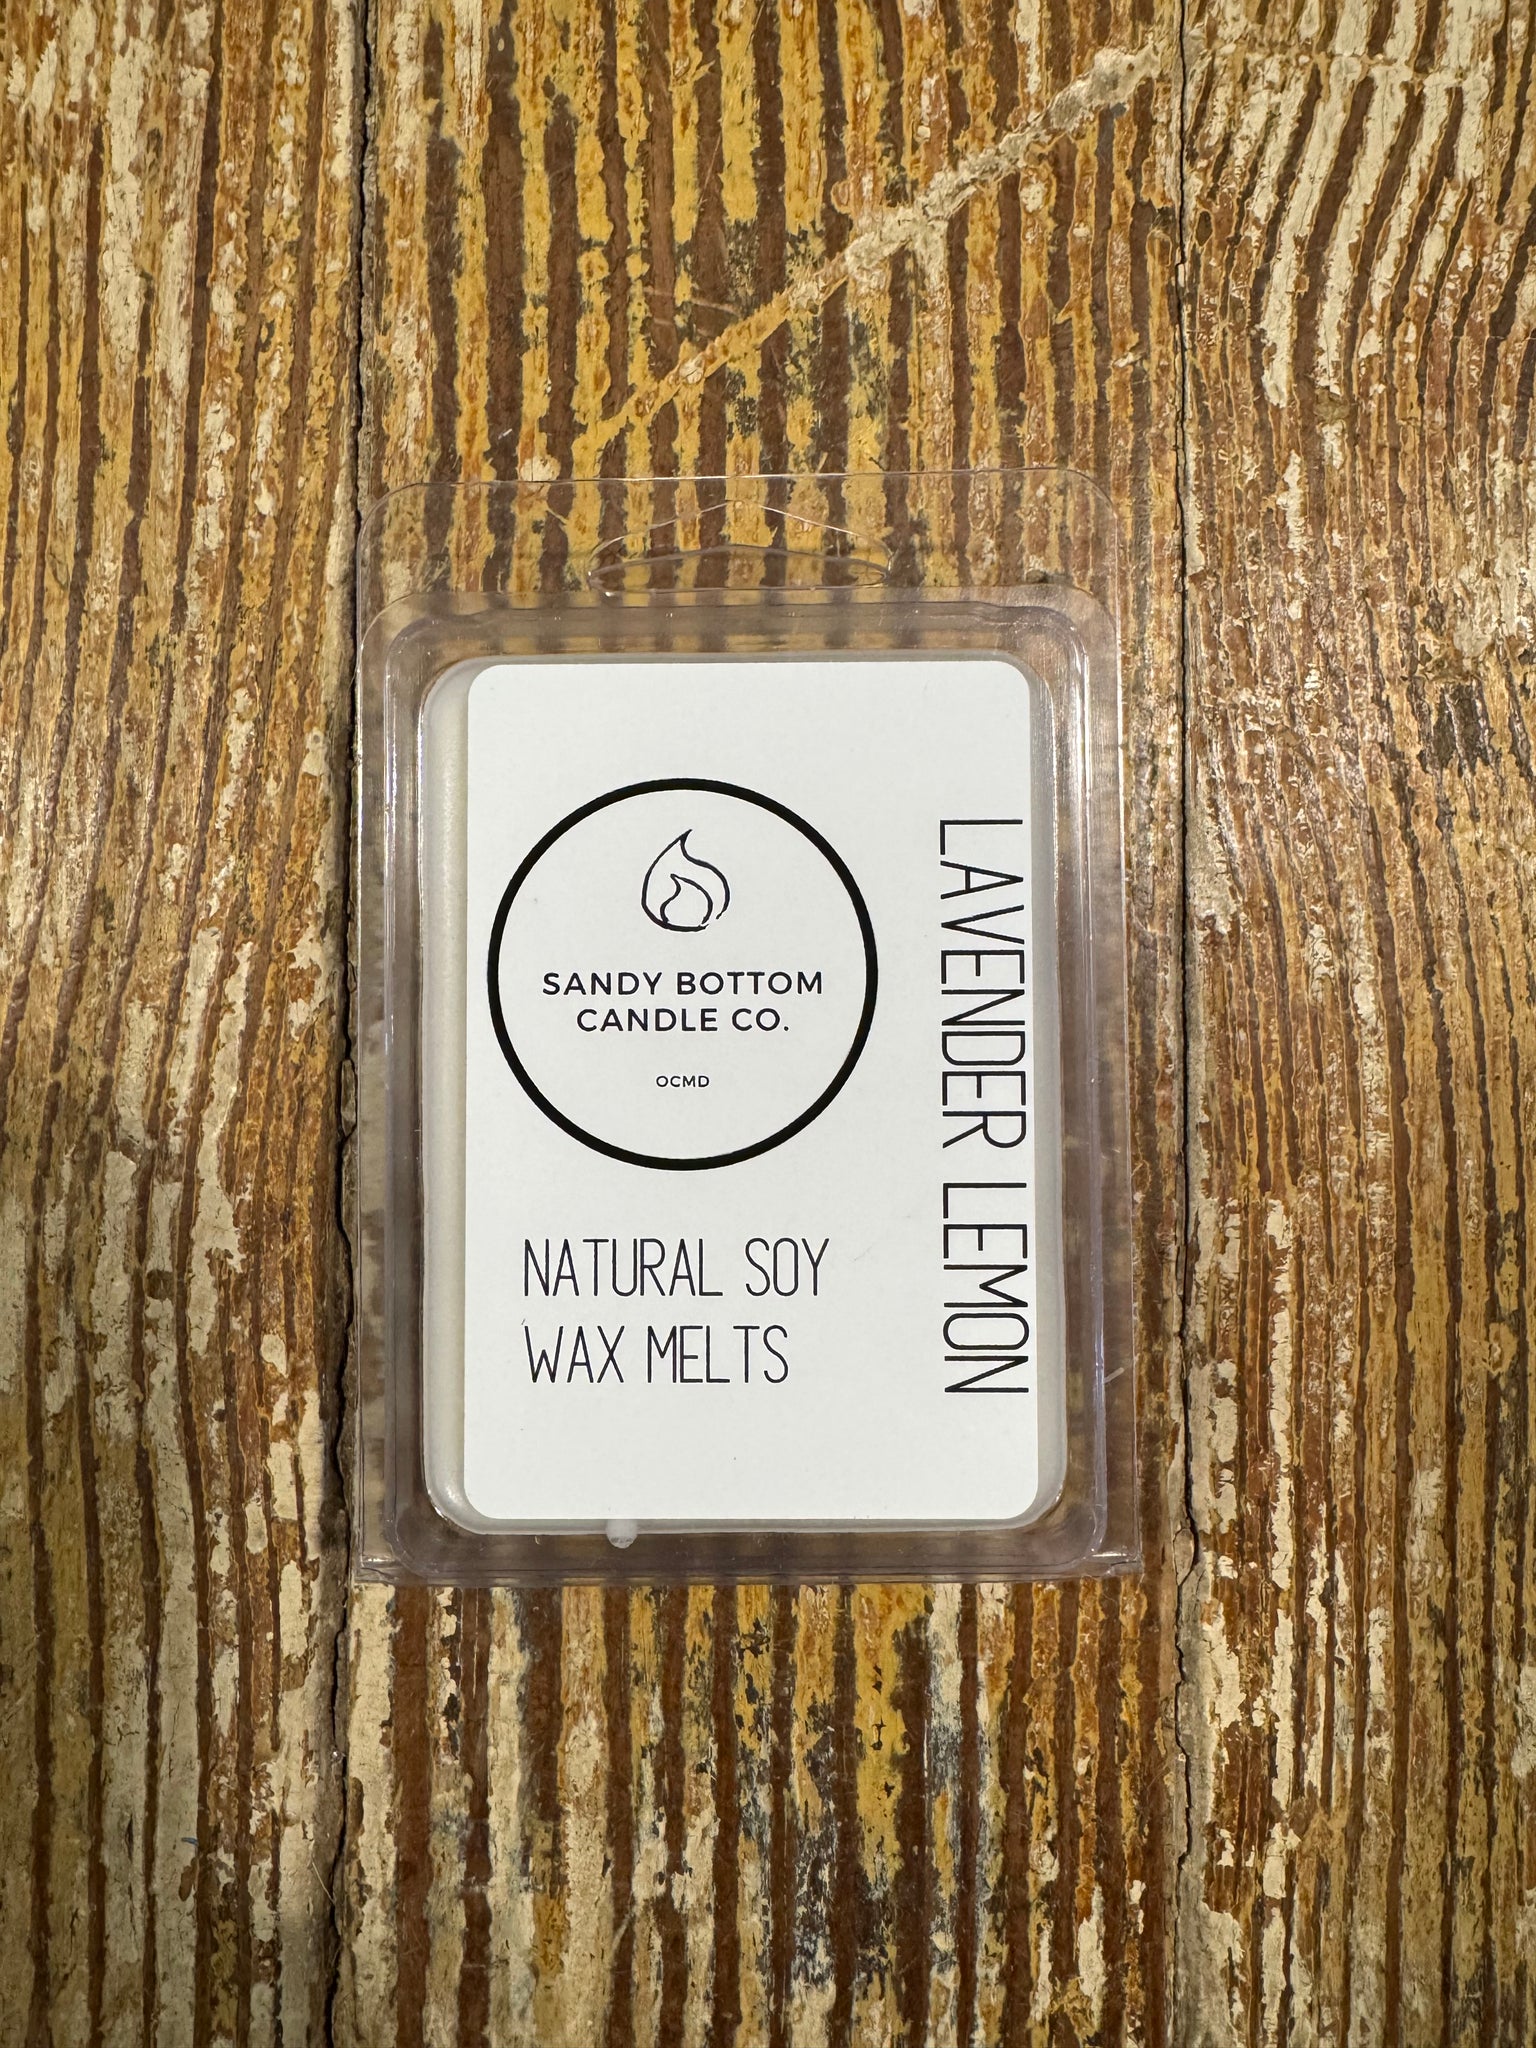 SANDY BOTTOM
CANDLE CO.
OCMD
NATURAL SOY
WAX MELTS
LAVENDER LEMON